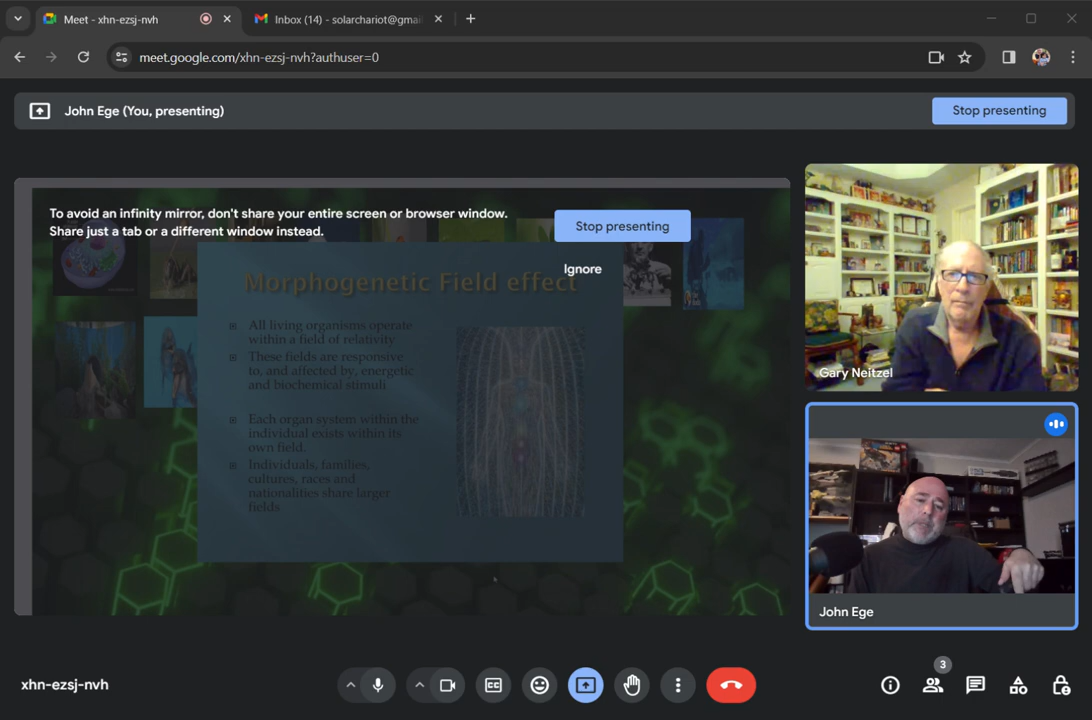 Meet - xhn-ezsj-nvh
Inbox (14) - solarchariot@gmai
meet.google.com/xhn-ezsj-nvh?authuser=0
John Ege (You, presenting)
Stop presenting
To avoid an infinity mirror, don't share your entire screen or browser window.
Share just a tab or a different window instead.
Stop presenting
Ignore
Morphogenetic Field effect
All living organisms operate
within a field of relativity
These fields are responsive
to, and affected by, energetic
and biochemical stimuli
Each organ system within the
individual exists within its
own field.
Individuals, families,
cultures, races and
nationalities share larger
fields
Gary Neitzel
John Ege
xhn-ezsj-nvh
CC
3